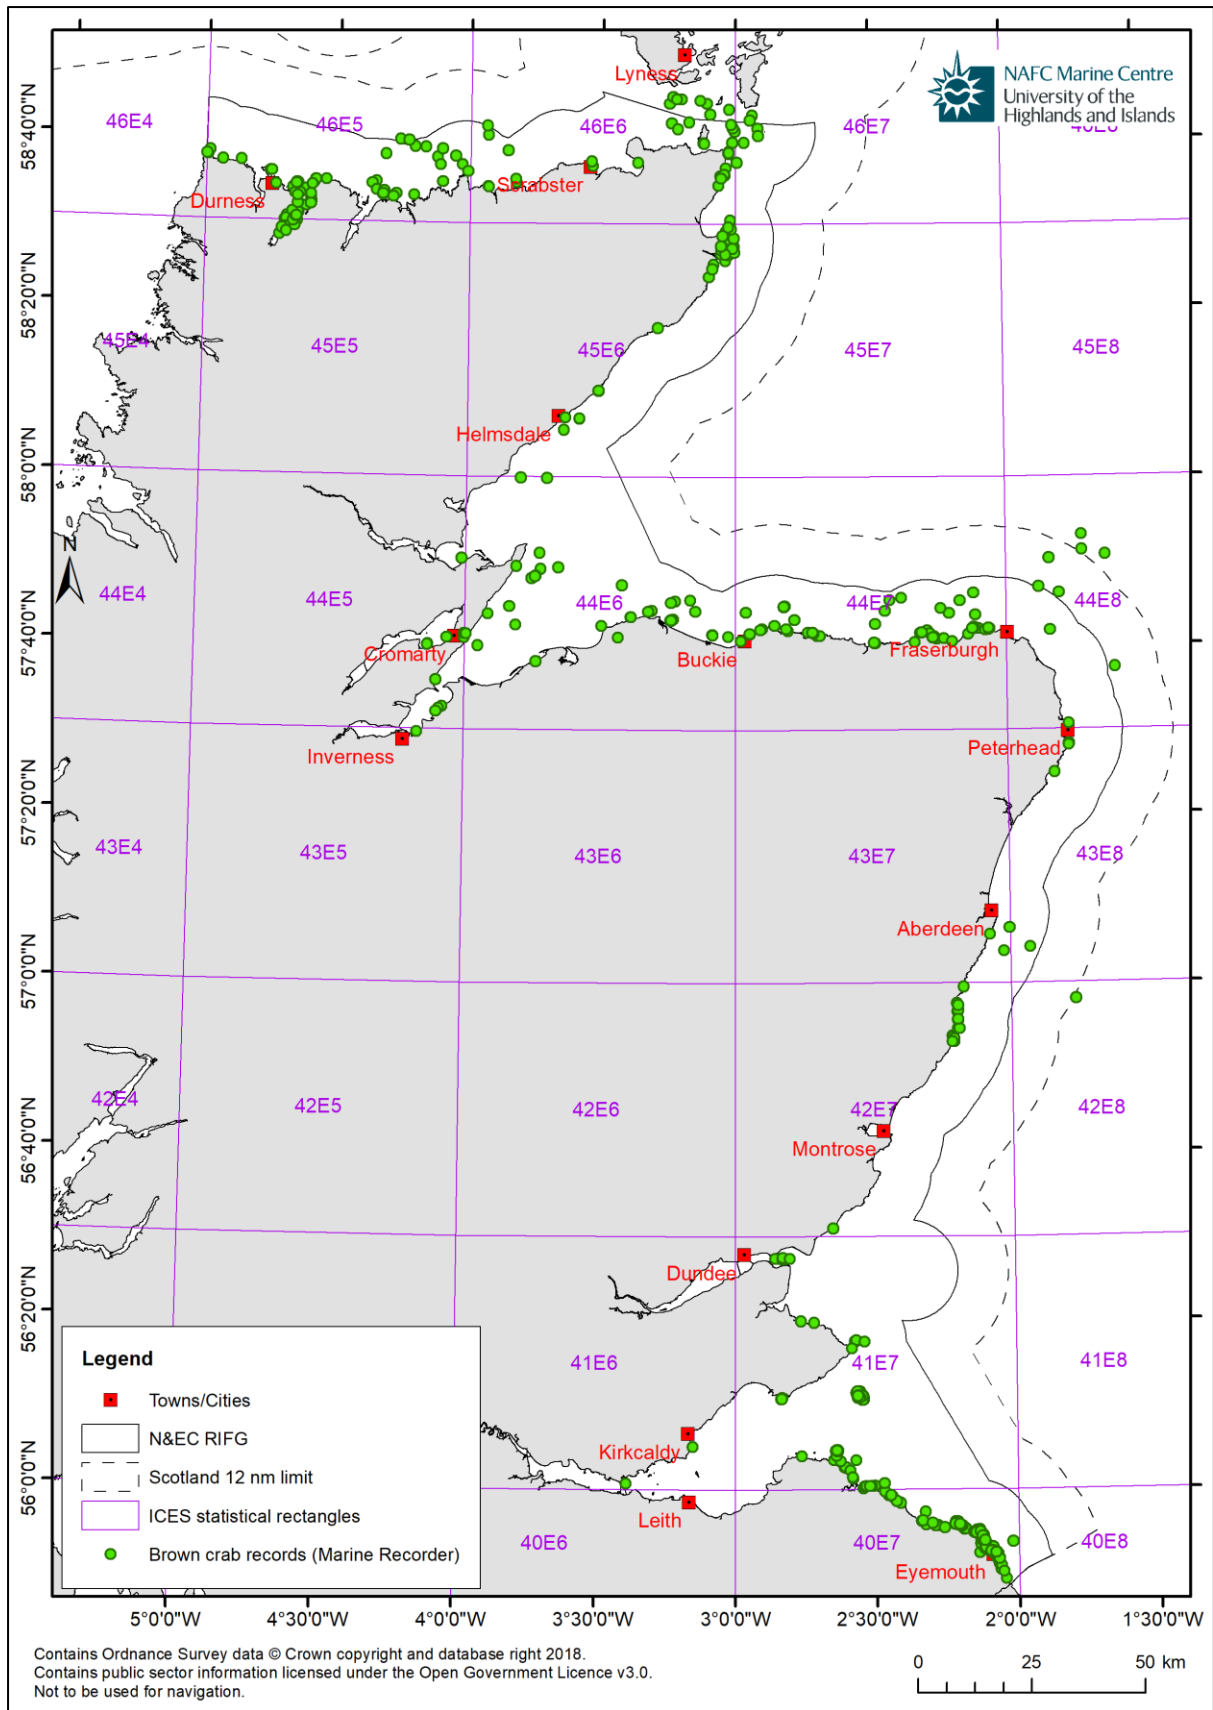 Lyness
NAFC Marine Centre
University of the
Highlands and Islands
46E4
46E5
46E6
46E7
58°40'0"N
Scrabster
Durness
58°20'0"N
45E4
45E5
45E6
45E7
45E8
Helmsdale
58°0'0"N
N
44E4
44E5
44E6
44E7
44E8
57°40'0"N
Cromarty
Buckie
Fraserburgh
Inverness
Peterhead
57°20'0"N
43E4
43E5
43E6
43E7
43E8
Aberdeen
57°0'0"N
42E4
42E5
42E6
42E7
42E8
56°40'0"N
Montrose
Dundee
56°20'0"N
41E6
41E7
41E8
Legend
Towns/Cities
N&EC RIFG
Scotland 12 nm limit
ICES statistical rectangles
Brown crab records (Marine Recorder)
Kirkcaldy
56°0'0"N
Leith
40E6
40E7
40E8
Eyemouth
5°0'0"W
4°30'0"W
4°0'0"W
3°30'0"W
3°0'0"W
2°30'0"W
2°0'0"W
1°30'0"W
Contains Ordnance Survey data © Crown copyright and database right 2018.
Contains public sector information licensed under the Open Government Licence v3.0.
Not to be used for navigation.
0 25 50 km